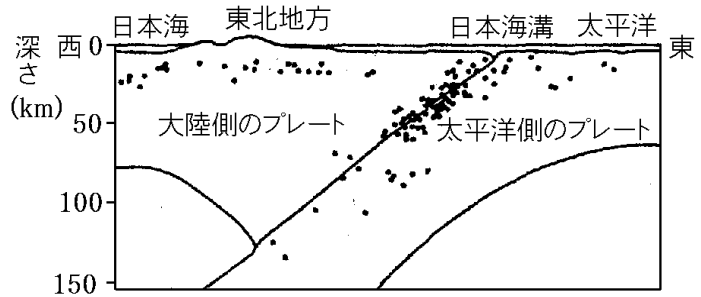 日本海 東北地方 日本海溝 太平洋
深さ (km) 西 0 東
大陸側のプレート 太平洋側のプレート
50
100
150